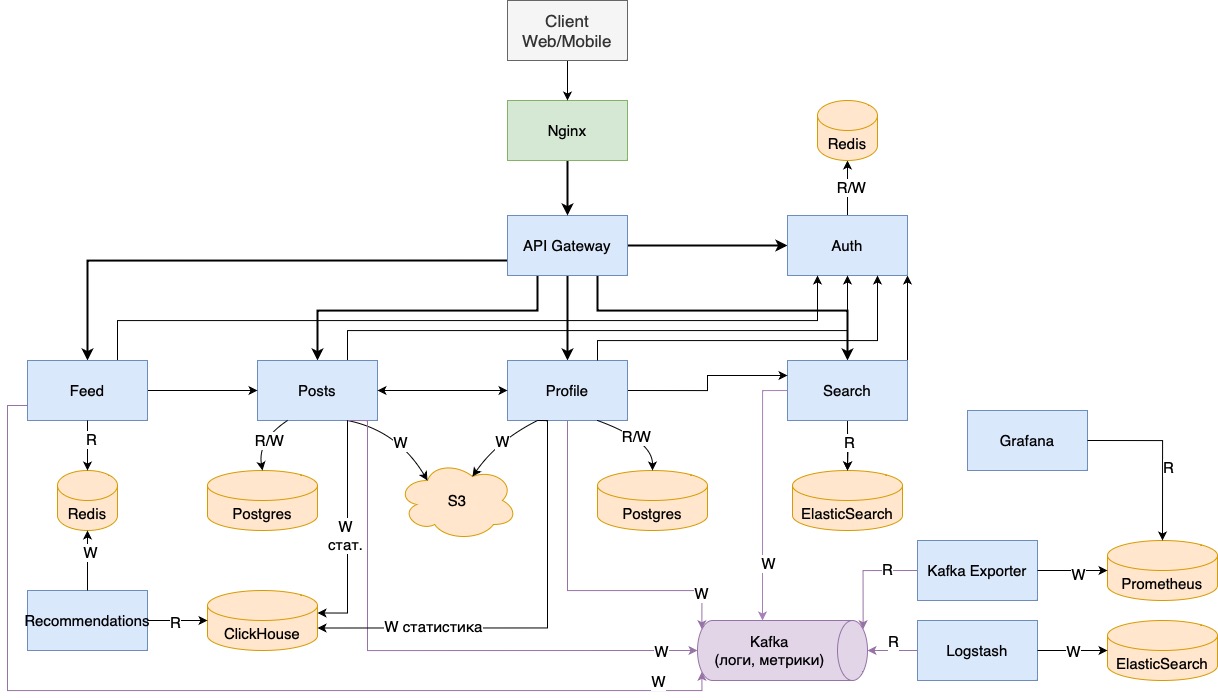 Client
Web/Mobile
Nginx
Redis
R/W
API Gateway
Auth
Feed
Posts
Profile
Search
Grafana
R
R/W
W
W
R/W
R
R
Redis
Postgres
S3
Postgres
ElasticSearch
W
стат.
W
W
R
Kafka Exporter
W
Prometheus
W
Recommendations
R
ClickHouse
W статистика
Kafka
(логи, метрики)
R
Logstash
W
ElasticSearch
W
W